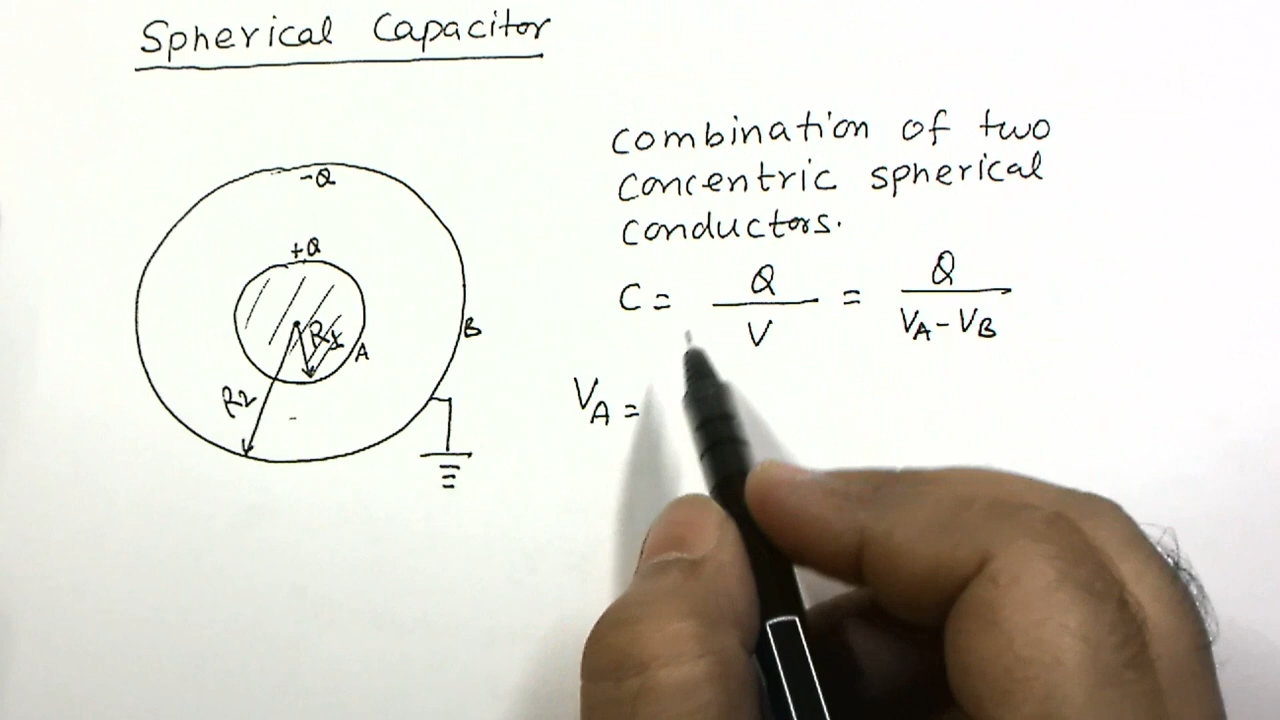 Spherical Capacitor
-Q
+Q
R1
A
B
R2
combination of two
concentric spherical
conductors.
C = Q / V = Q / VA - VB
VA =